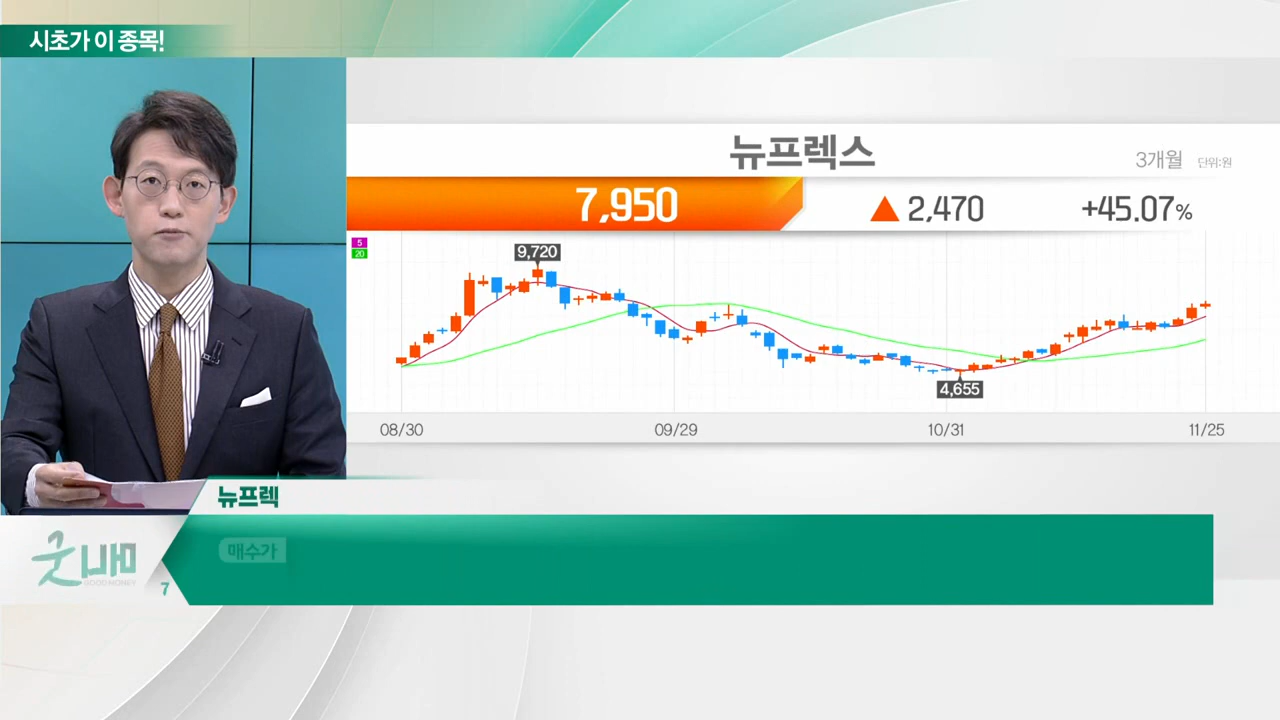 시초가 이 종목!
뉴프렉스
3개월 단위:원
7,950 ▲ 2,470 +45.07%
5
20
9,720
4,655
08/30 09/29 10/31 11/25
뉴프렉
매수가
굿머니
GOOD MONEY
7